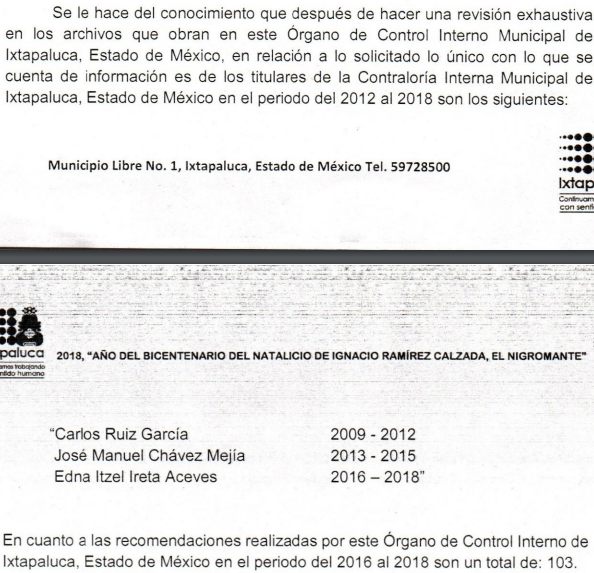 Se le hace del conocimiento que después de hacer una revisión exhaustiva
en los archivos que obran en este Órgano de Control Interno Municipal de
Ixtapaluca, Estado de México, en relación a lo solicitado lo único con lo que se
cuenta de información es de los titulares de la Contraloría Interna Municipal de
Ixtapaluca, Estado de México en el periodo del 2012 al 2018 son los siguientes:
Municipio Libre No. 1, Ixtapaluca, Estado de México Tel. 59728500
Ixtap
Continuam
con senti
paluca
amos trabajando
ntido humano
2018, “AÑO DEL BICENTENARIO DEL NATALICIO DE IGNACIO RAMÍREZ CALZADA, EL NIGROMANTE”
“Carlos Ruiz García 2009 - 2012
José Manuel Chávez Mejía 2013 - 2015
Edna Itzel Ireta Aceves 2016 – 2018”
En cuanto a las recomendaciones realizadas por este Órgano de Control Interno de
Ixtapaluca, Estado de México en el periodo del 2016 al 2018 son un total de: 103.